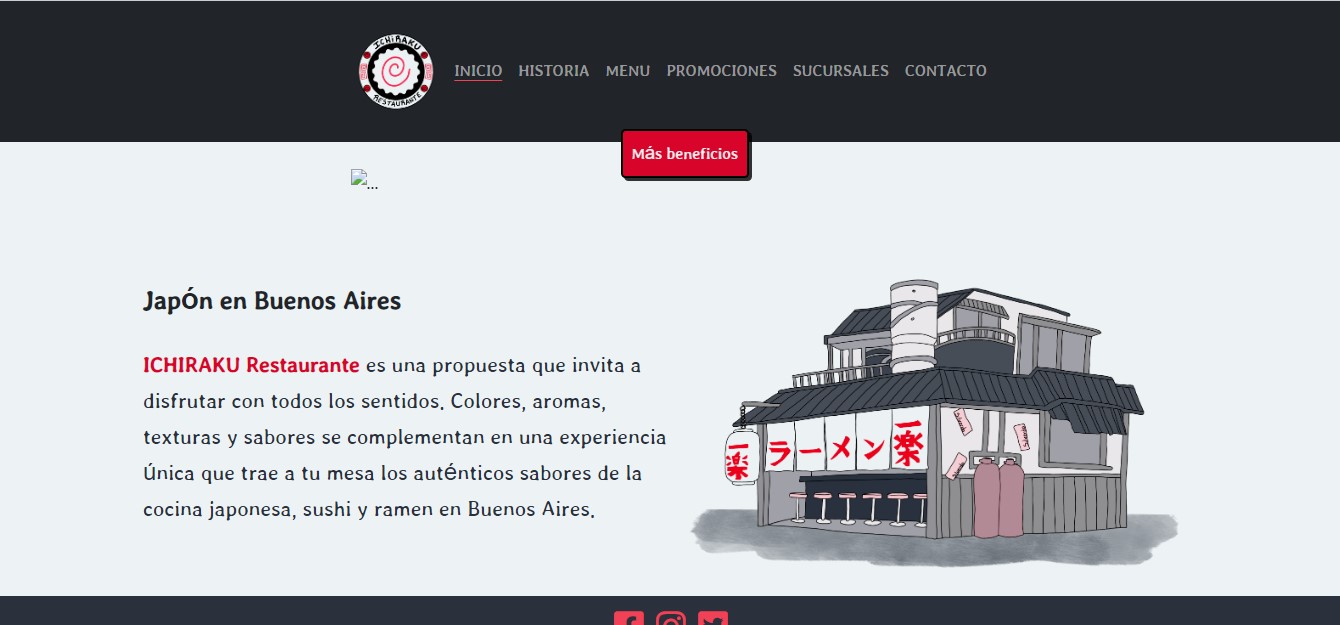 ICHIRAKU
RESTAURANTE
INICIO HISTORIA MENU PROMOCIONES SUCURSALES CONTACTO
Más beneficios
...
Japón en Buenos Aires
ICHIRAKU Restaurante es una propuesta que invita a
disfrutar con todos los sentidos. Colores, aromas,
texturas y sabores se complementan en una experiencia
única que trae a tu mesa los auténticos sabores de la
cocina japonesa, sushi y ramen en Buenos Aires.
一楽
ラーメン一楽